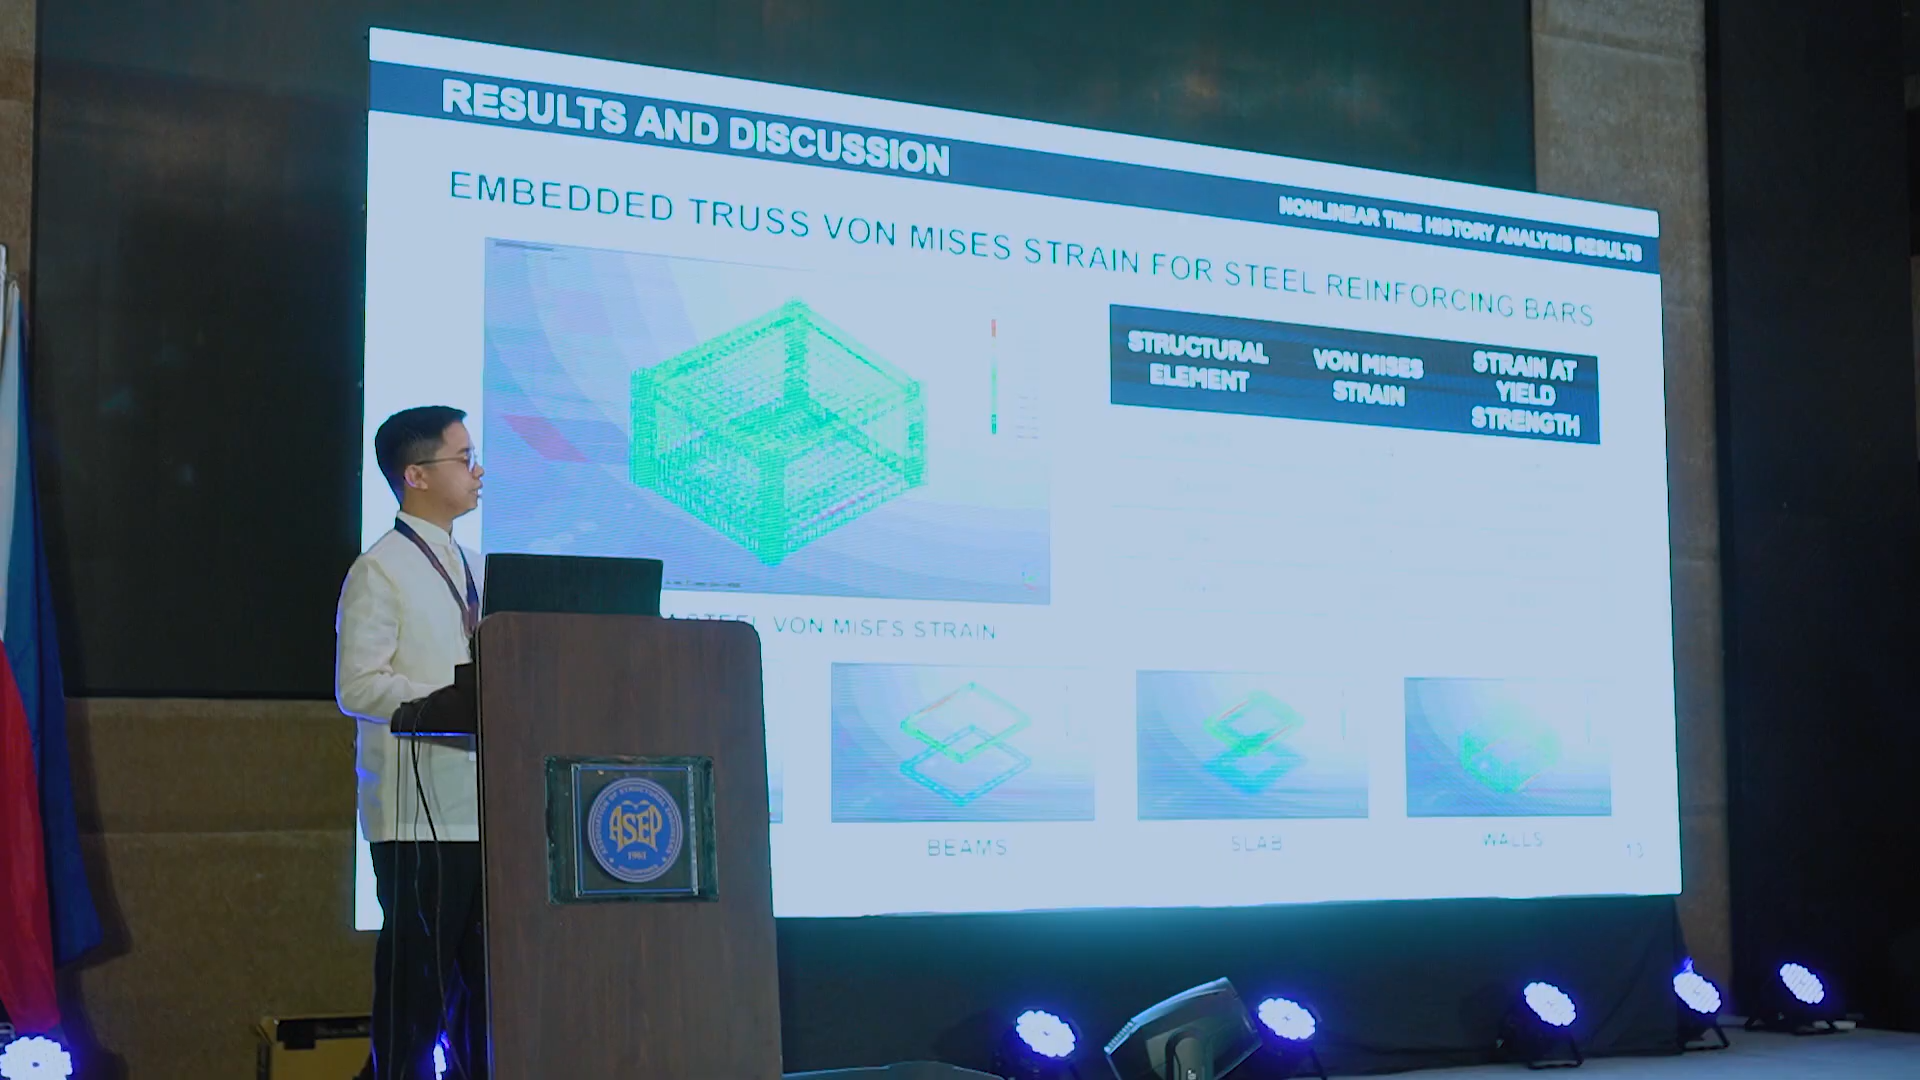 RESULTS AND DISCUSSION
NONLINEAR TIME HISTORY ANALYSIS RESULTS
EMBEDDED TRUSS VON MISES STRAIN FOR STEEL REINFORCING BARS
STRUCTURAL
ELEMENT
VON MISES
STRAIN
STRAIN AT
YIELD
STRENGTH
STEEL VON MISES STRAIN
BEAMS
SLAB
WALLS
13
ASEP
1961